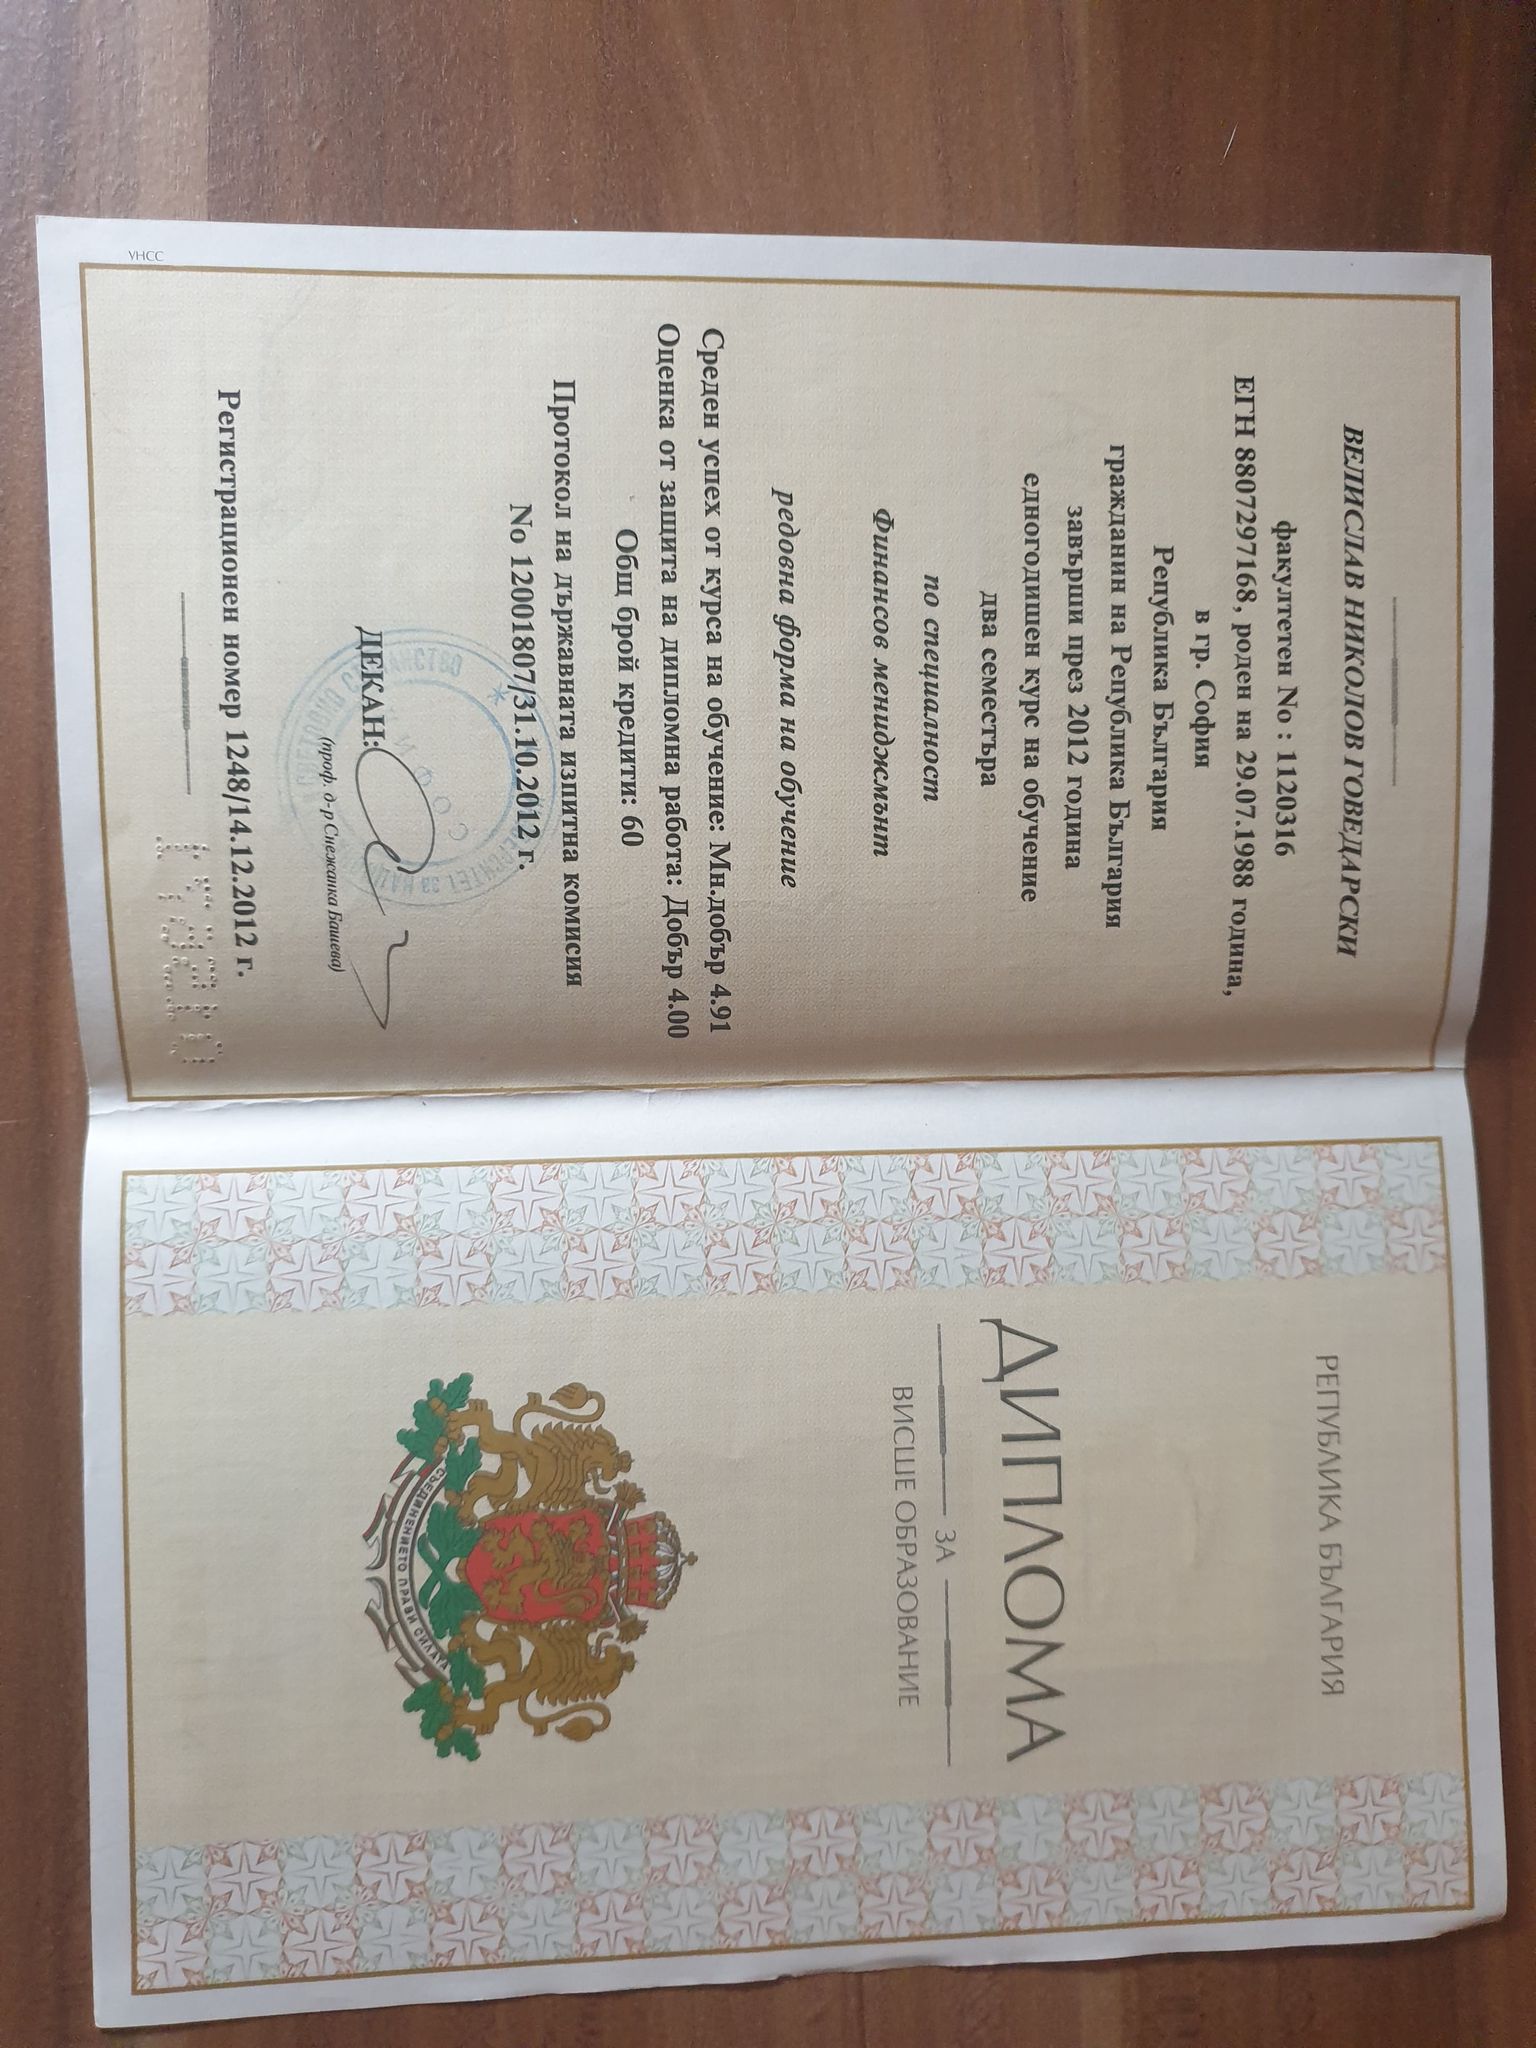 ВЕЛИСЛАВ НИКОЛОВ ГОВЕДАРСКИ
факултетен No : 1120316
ЕГН 8807297168, роден на 29.07.1988 година,
в гр. София
Република България
гражданин на Република България
завърши през 2012 година
едногодишен курс на обучение
два семестъра
по специалност
Финансов мениджмънт
редовна форма на обучение
Среден успех от курса на обучение: Мн.добър 4.91
Оценка от защита на дипломна работа: Добър 4.00
Общ брой кредити: 60
Протокол на държавната изпитна комисия
No 12001807/31.10.2012 г.
СОФИЯ
ДЕКАН:
(проф. д-р Снежанка Башева)
Регистрационен номер 1248/14.12.2012 г.
УНСС
РЕПУБЛИКА БЪЛГАРИЯ
ДИПЛОМА
ЗА
ВИСШЕ ОБРАЗОВАНИЕ
СЪЕДИНЕНИЕТО ПРАВИ СИЛАТА